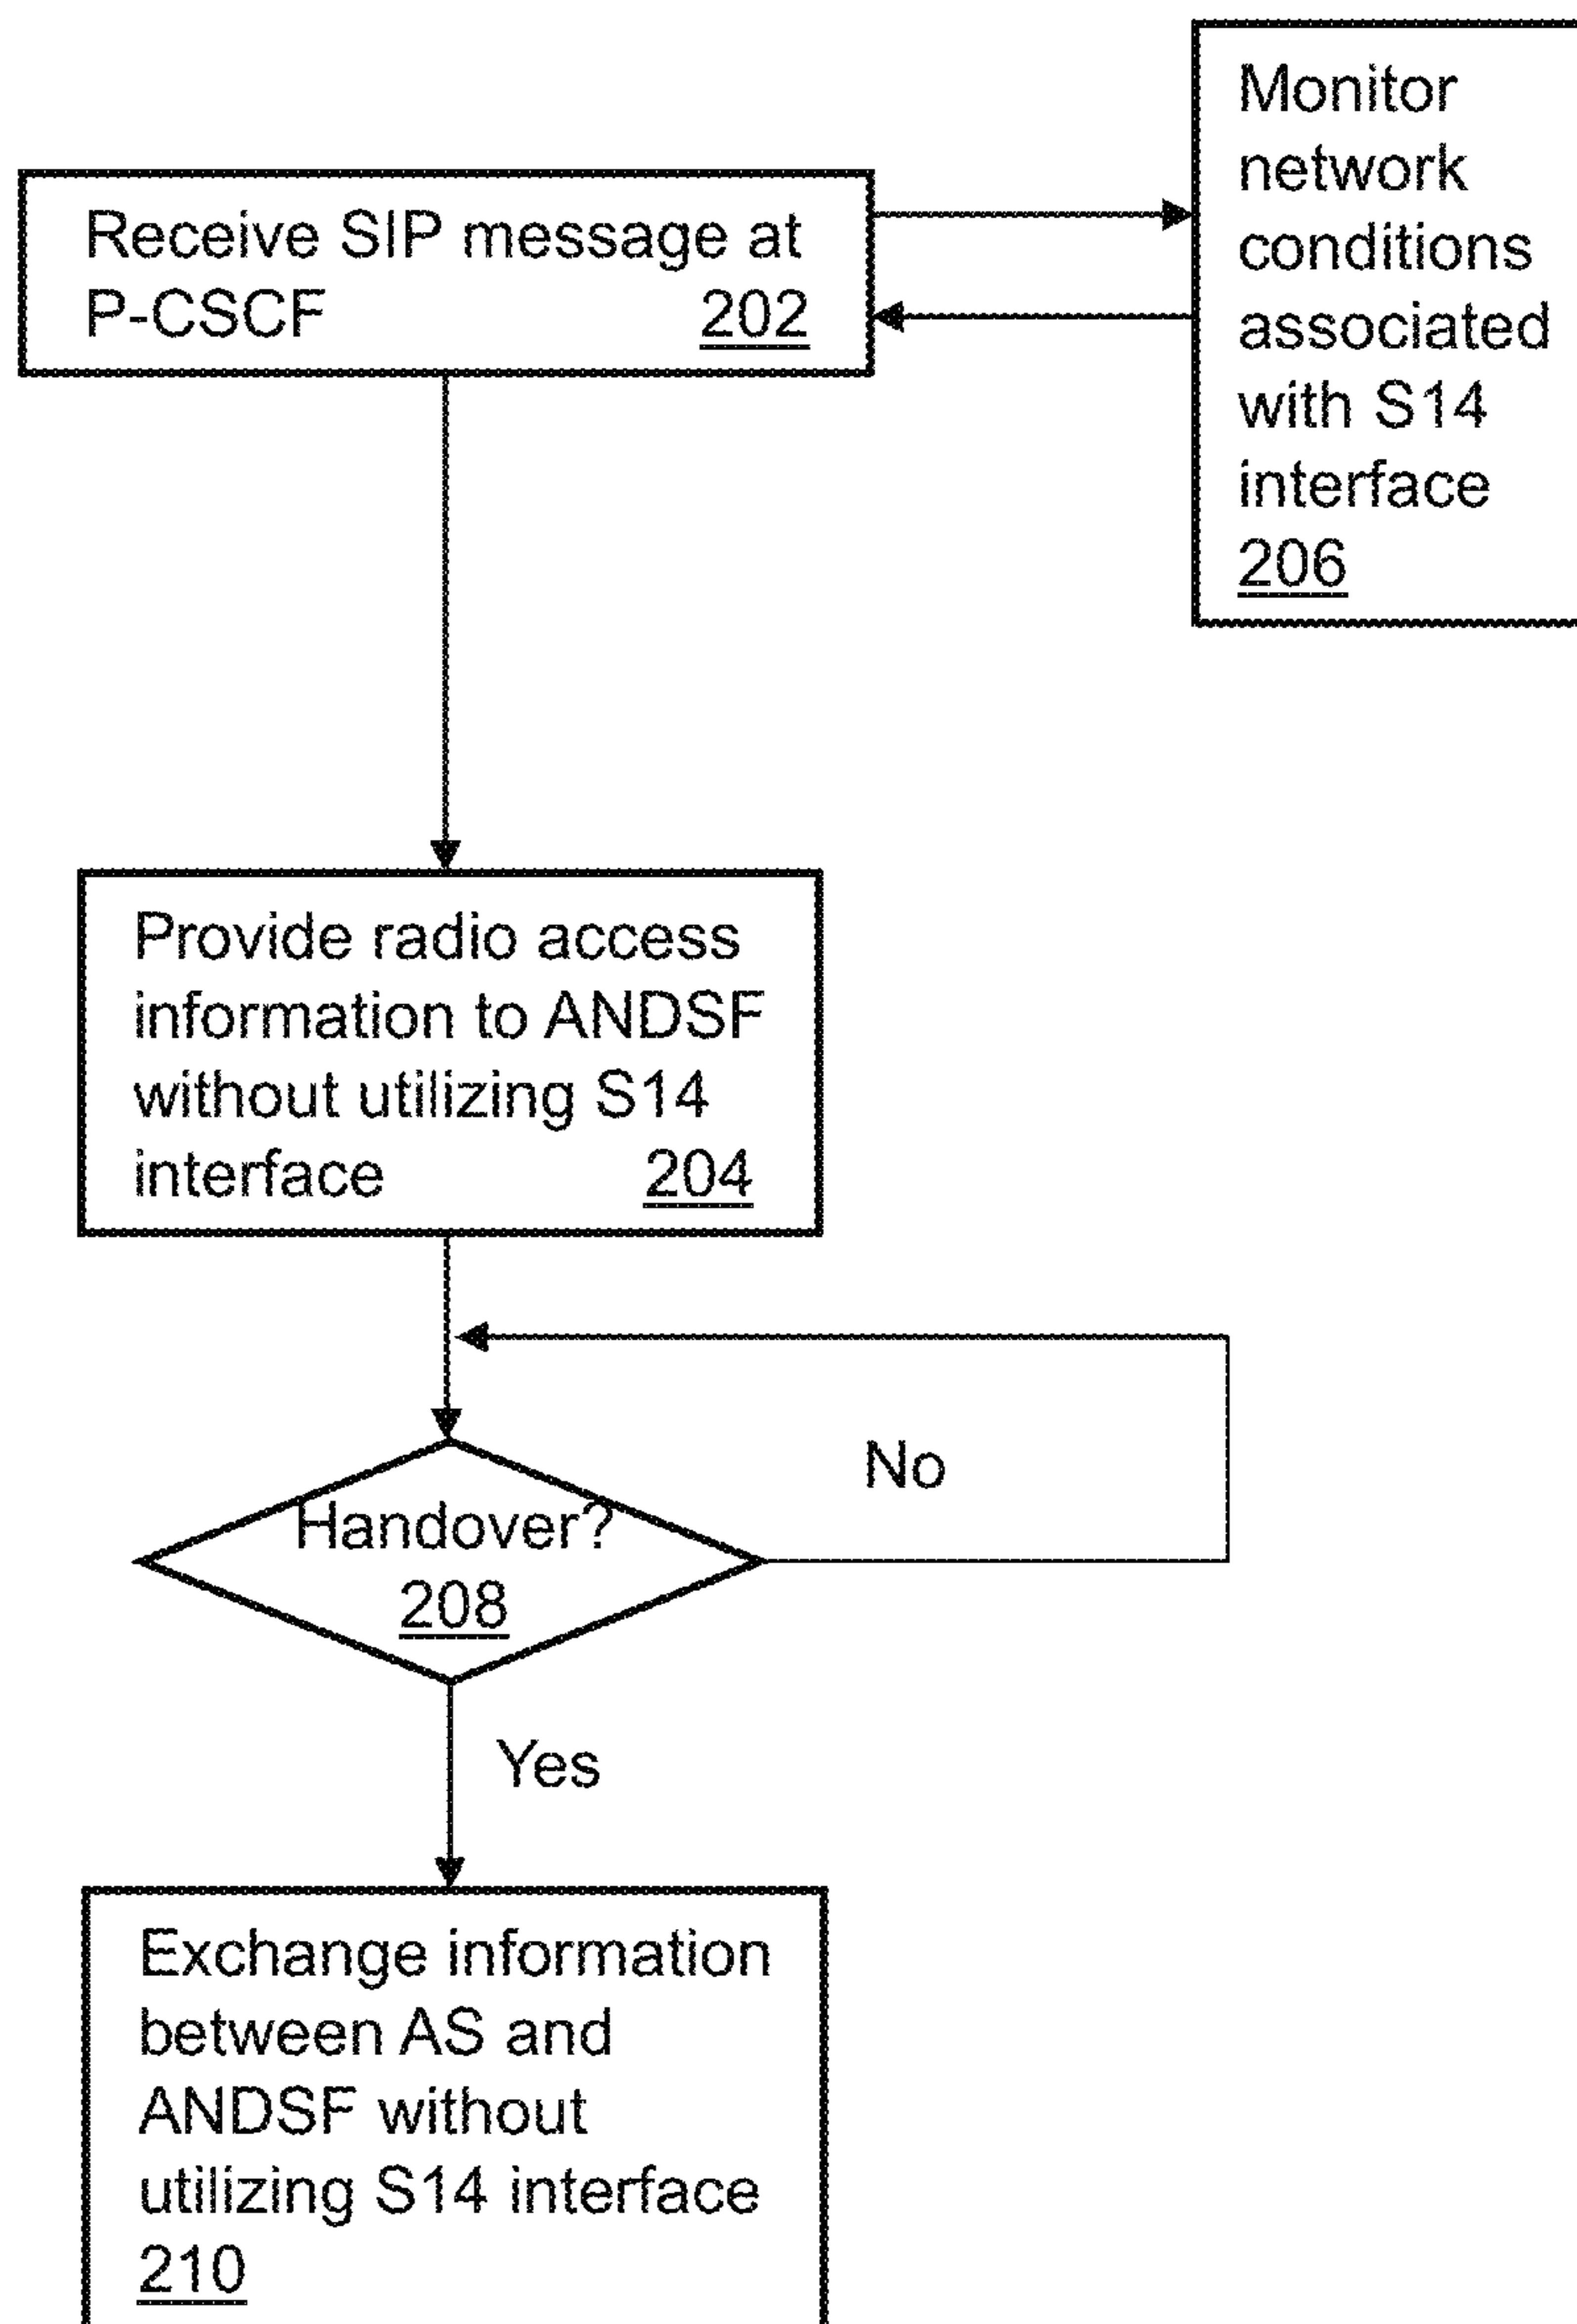 Receive SIP message at
P-CSCF 202
Monitor
network
conditions
associated
with S14
interface
206
Provide radio access
information to ANDSF
without utilizing S14
interface 204
Handover?
208
No
Yes
Exchange information
between AS and
ANDSF without
utilizing S14 interface
210